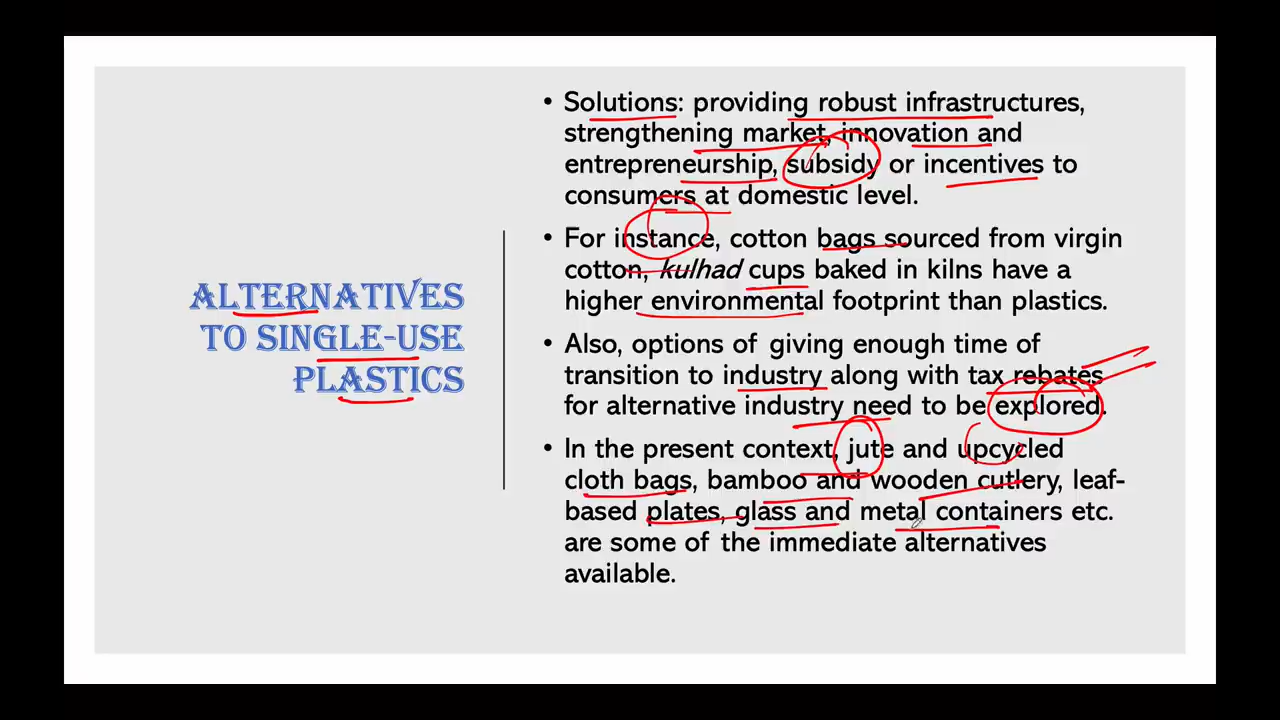 ALTERNATIVES
TO SINGLE-USE
PLASTICS
• Solutions: providing robust infrastructures,
strengthening market, innovation and
entrepreneurship, subsidy or incentives to
consumers at domestic level.
• For instance, cotton bags sourced from virgin
cotton, kulhad cups baked in kilns have a
higher environmental footprint than plastics.
• Also, options of giving enough time of
transition to industry along with tax rebates
for alternative industry need to be explored.
• In the present context, jute and upcycled
cloth bags, bamboo and wooden cutlery, leaf-
based plates, glass and metal containers etc.
are some of the immediate alternatives
available.